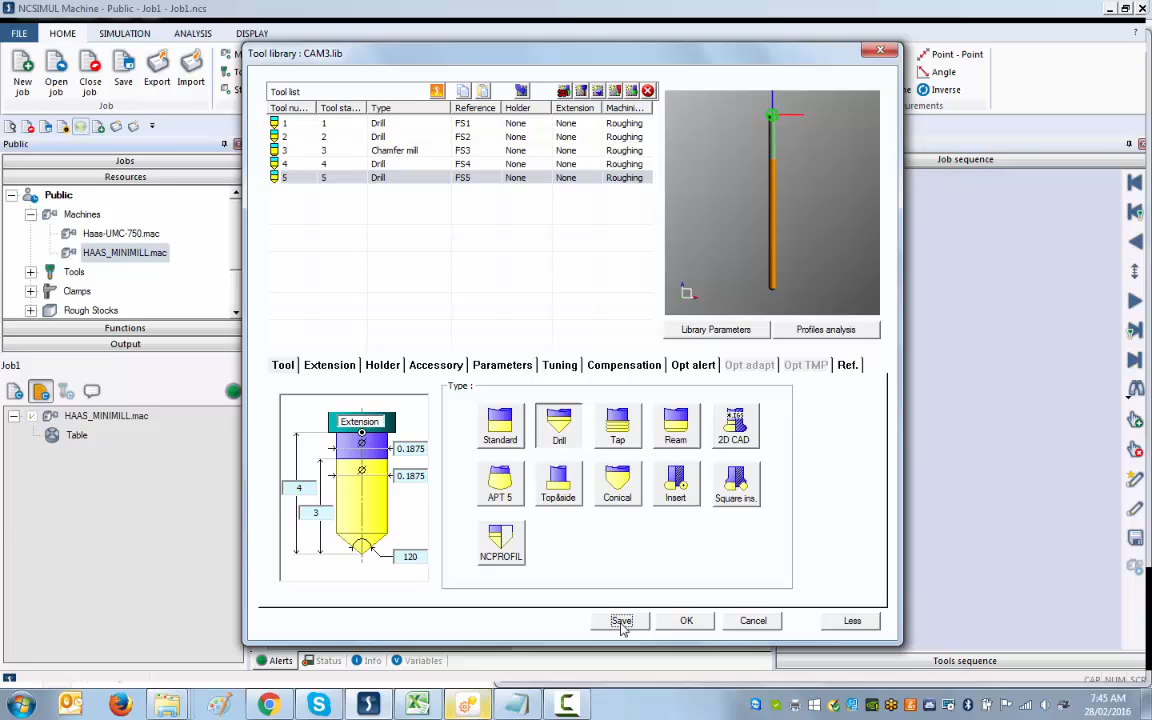 NCSIMUL Machine - Public - Job1 - Job1.ncs
FILE HOME SIMULATION ANALYSIS DISPLAY
New job
Open job
Close job
Save
Export
Import
Job
Point - Point
Angle
Inverse
Public
Jobs
Resources
Public
Machines
Haas-UMC-750.mac
HAAS_MINIMILL.mac
Tools
Clamps
Rough Stocks
Functions
Output
Job1
HAAS_MINIMILL.mac
Table
Tool library : CAM3.lib
Tool list
Tool nu... Tool sta... Type Reference Holder Extension Machini...
1 1 Drill FS1 None None Roughing
2 2 Drill FS2 None None Roughing
3 3 Chamfer mill FS3 None None Roughing
4 4 Drill FS4 None None Roughing
5 5 Drill FS5 None None Roughing
Library Parameters Profiles analysis
Tool Extension Holder Accessory Parameters Tuning Compensation Opt alert Opt adapt Opt TMP Ref.
Extension
0.1875
0.1875
4
3
120
Type :
Standard Drill Tap Ream 2D CAD
APT 5 Top&side Conical Insert Square ins.
NCPROFIL
Save OK Cancel Less
Job sequence
Tools sequence
Alerts Status Info Variables
CAP NUM SCR
7:45 AM
28/02/2016